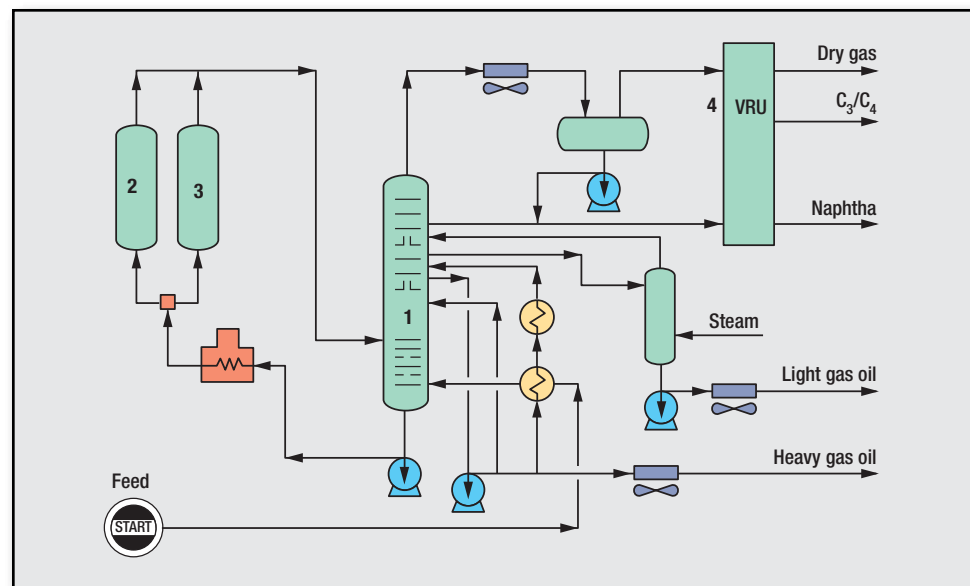 Dry gas
C₃/C₄
4
VRU
2
3
Naphtha
1
Steam
Light gas oil
Heavy gas oil
Feed
START